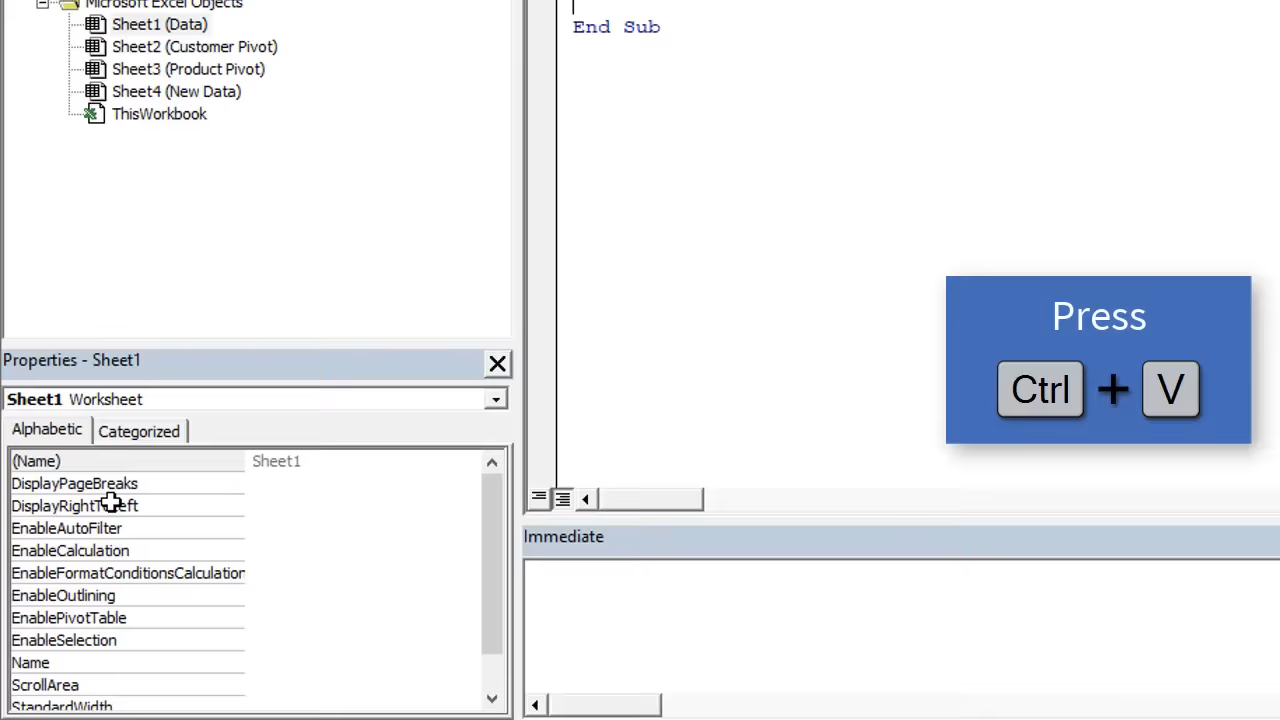 Microsoft Excel Objects
Sheet1 (Data)
Sheet2 (Customer Pivot)
Sheet3 (Product Pivot)
Sheet4 (New Data)
ThisWorkbook
End Sub
Press
Ctrl + V
Properties - Sheet1
Sheet1 Worksheet
Alphabetic Categorized
(Name) Sheet1
DisplayPageBreaks
EnableAutoFilter
EnableCalculation
EnableFormatConditionsCalculation
EnableOutlining
EnablePivotTable
EnableSelection
Name
ScrollArea
StandardWidth
Immediate